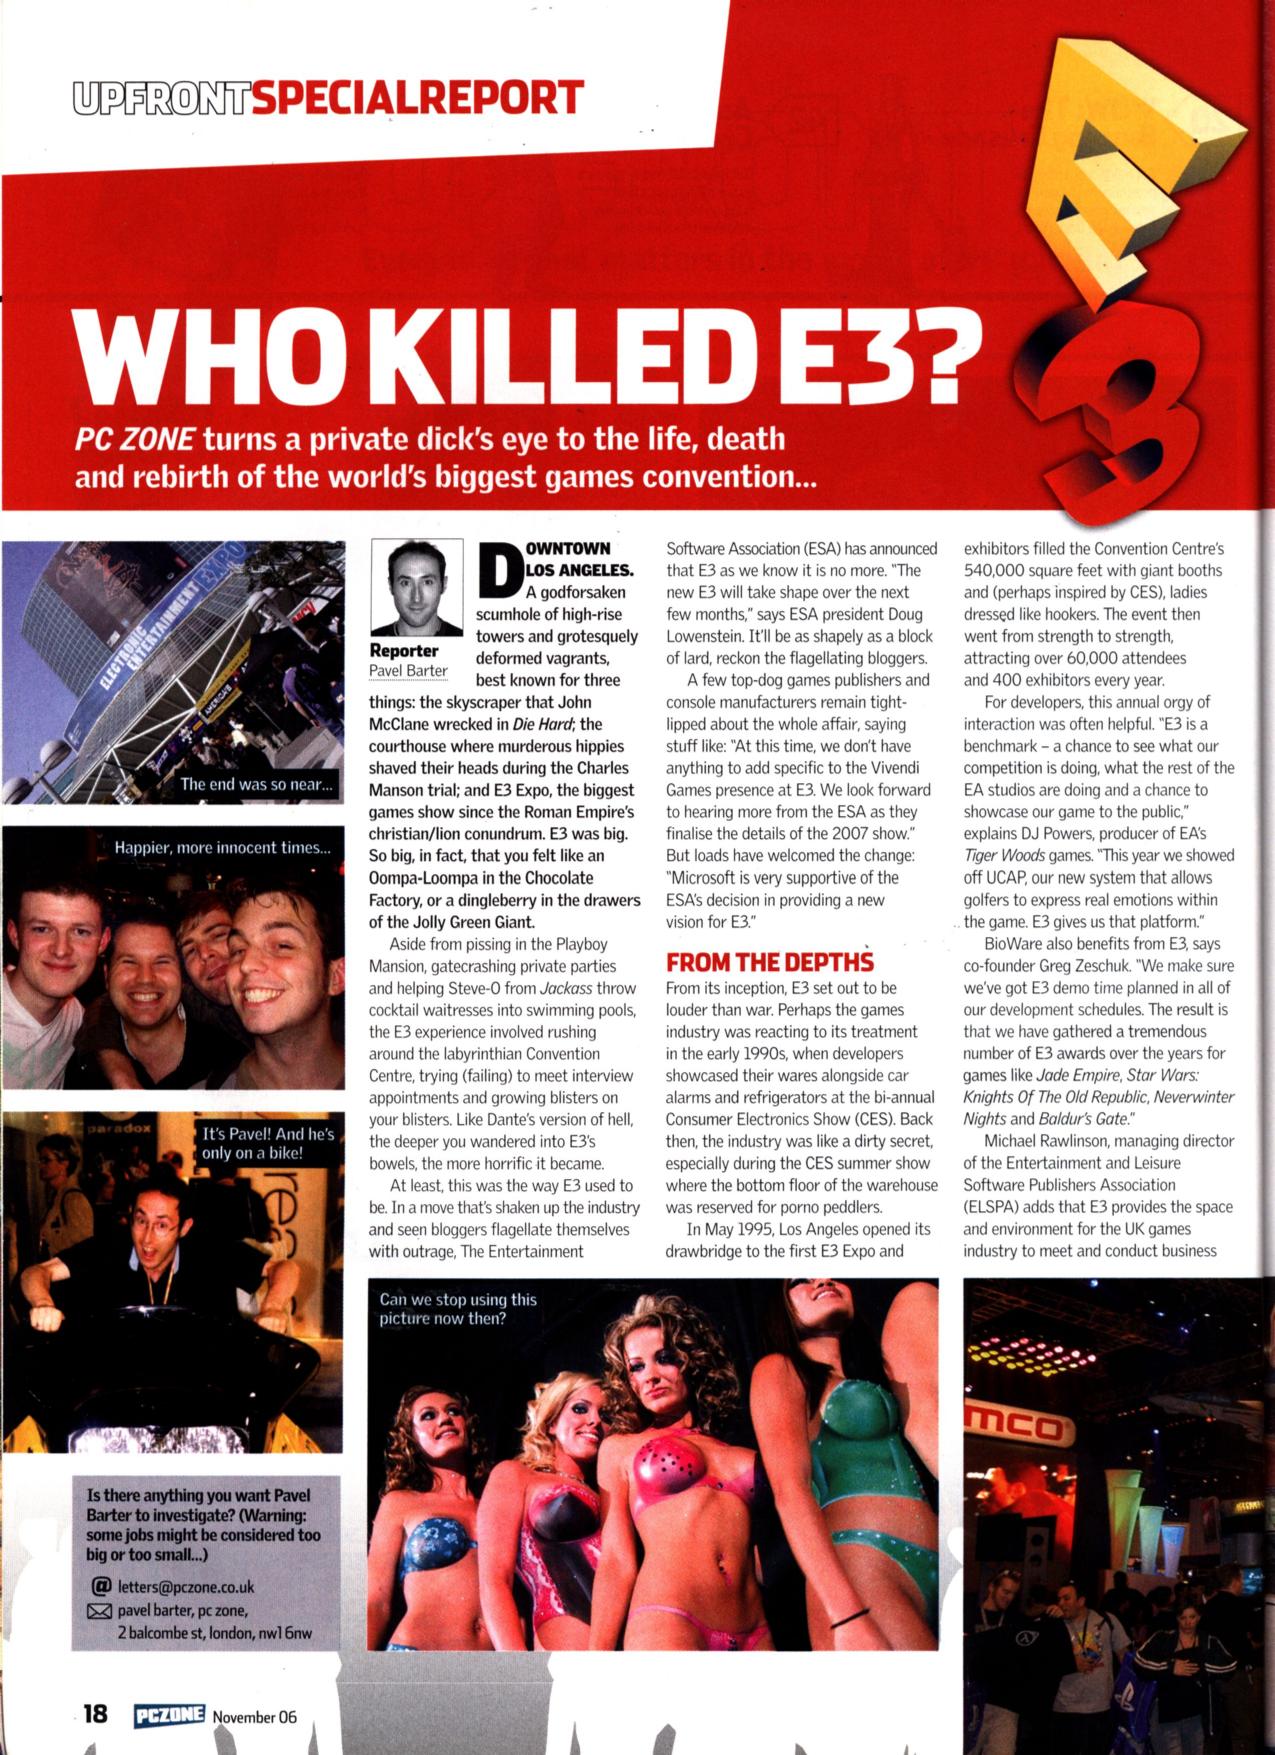 UPFRONTSPECIALREPORT
E3
WHO KILLED E3?
PC ZONE turns a private dick's eye to the life, death
and rebirth of the world's biggest games convention...
ELECTRONIC
ENTERTAINMENT EXPO
AMERICA'S
The end was so near...
Happier, more innocent times...
paradox
It's Pavel! And he's
only on a bike!
Is there anything you want Pavel
Barter to investigate? (Warning:
some jobs might be considered too
big or too small...)
@ letters@pczone.co.uk
pavel barter, pc zone,
2 balcombe st, london, nw1 6nw
Reporter
Pavel Barter
DOWNTOWN
LOS ANGELES.
A godforsaken
scumhole of high-rise
towers and grotesquely
deformed vagrants,
best known for three
things: the skyscraper that John
McClane wrecked in Die Hard; the
courthouse where murderous hippies
shaved their heads during the Charles
Manson trial; and E3 Expo, the biggest
games show since the Roman Empire's
christian/lion conundrum. E3 was big.
So big, in fact, that you felt like an
Oompa-Loompa in the Chocolate
Factory, or a dingleberry in the drawers
of the Jolly Green Giant.
Aside from pissing in the Playboy
Mansion, gatecrashing private parties
and helping Steve-O from Jackass throw
cocktail waitresses into swimming pools,
the E3 experience involved rushing
around the labyrinthian Convention
Centre, trying (failing) to meet interview
appointments and growing blisters on
your blisters. Like Dante's version of hell,
the deeper you wandered into E3's
bowels, the more horrific it became.
At least, this was the way E3 used to
be. In a move that's shaken up the industry
and seen bloggers flagellate themselves
with outrage, The Entertainment
Software Association (ESA) has announced
that E3 as we know it is no more. "The
new E3 will take shape over the next
few months," says ESA president Doug
Lowenstein. It'll be as shapely as a block
of lard, reckon the flagellating bloggers.
A few top-dog games publishers and
console manufacturers remain tight-
lipped about the whole affair, saying
stuff like: "At this time, we don't have
anything to add specific to the Vivendi
Games presence at E3. We look forward
to hearing more from the ESA as they
finalise the details of the 2007 show."
But loads have welcomed the change:
"Microsoft is very supportive of the
ESA's decision in providing a new
vision for E3."
FROM THE DEPTHS
From its inception, E3 set out to be
louder than war. Perhaps the games
industry was reacting to its treatment
in the early 1990s, when developers
showcased their wares alongside car
alarms and refrigerators at the bi-annual
Consumer Electronics Show (CES). Back
then, the industry was like a dirty secret,
especially during the CES summer show
where the bottom floor of the warehouse
was reserved for porno peddlers.
In May 1995, Los Angeles opened its
drawbridge to the first E3 Expo and
exhibitors filled the Convention Centre's
540,000 square feet with giant booths
and (perhaps inspired by CES), ladies
dressed like hookers. The event then
went from strength to strength,
attracting over 60,000 attendees
and 400 exhibitors every year.
For developers, this annual orgy of
interaction was often helpful. "E3 is a
benchmark – a chance to see what our
competition is doing, what the rest of the
EA studios are doing and a chance to
showcase our game to the public,"
explains DJ Powers, producer of EA's
Tiger Woods games. "This year we showed
off UCAP, our new system that allows
golfers to express real emotions within
the game. E3 gives us that platform."
BioWare also benefits from E3, says
co-founder Greg Zeschuk. "We make sure
we've got E3 demo time planned in all of
our development schedules. The result is
that we have gathered a tremendous
number of E3 awards over the years for
games like Jade Empire, Star Wars:
Knights Of The Old Republic, Neverwinter
Nights and Baldur's Gate."
Michael Rawlinson, managing director
of the Entertainment and Leisure
Software Publishers Association
(ELSPA) adds that E3 provides the space
and environment for the UK games
industry to meet and conduct business
Can we stop using this
picture now then?
mco
18 PCZONE November 06